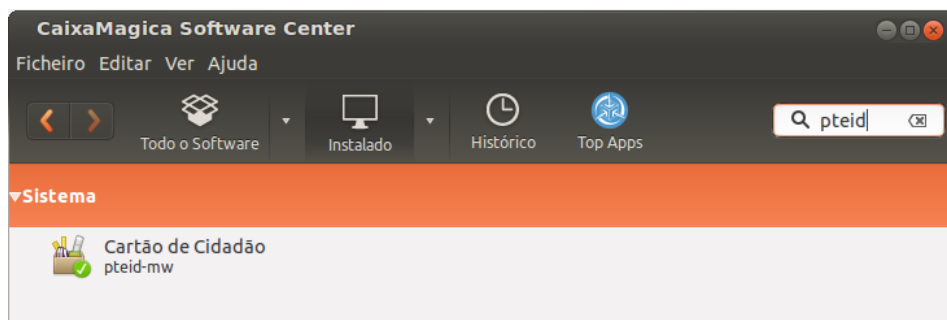 CaixaMagica Software Center
Ficheiro Editar Ver Ajuda
Todo o Software Instalado Histórico Top Apps pteid
Sistema
Cartão de Cidadão
pteid-mw